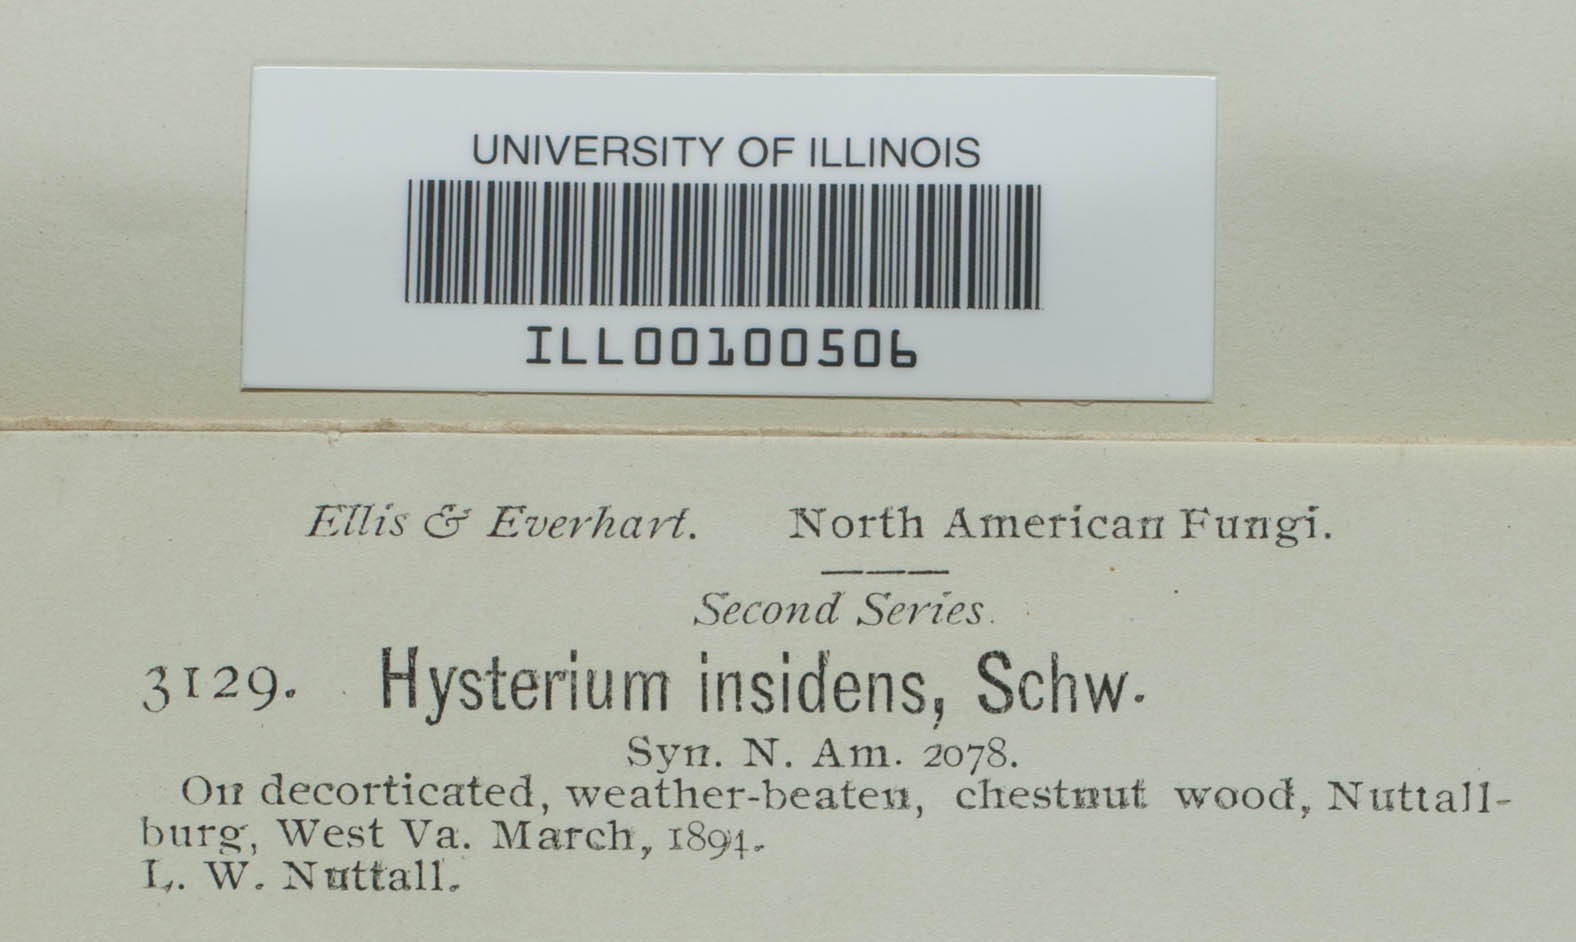 UNIVERSITY OF ILLINOIS
ILL00100506
Ellis & Everhart. North American Fungi.
Second Series.
3129. Hysterium insidens, Schw.
Syn. N. Am. 2078.
On decorticated, weather-beaten, chestnut wood, Nuttall-
burg, West Va. March, 1894.
L. W. Nuttall.